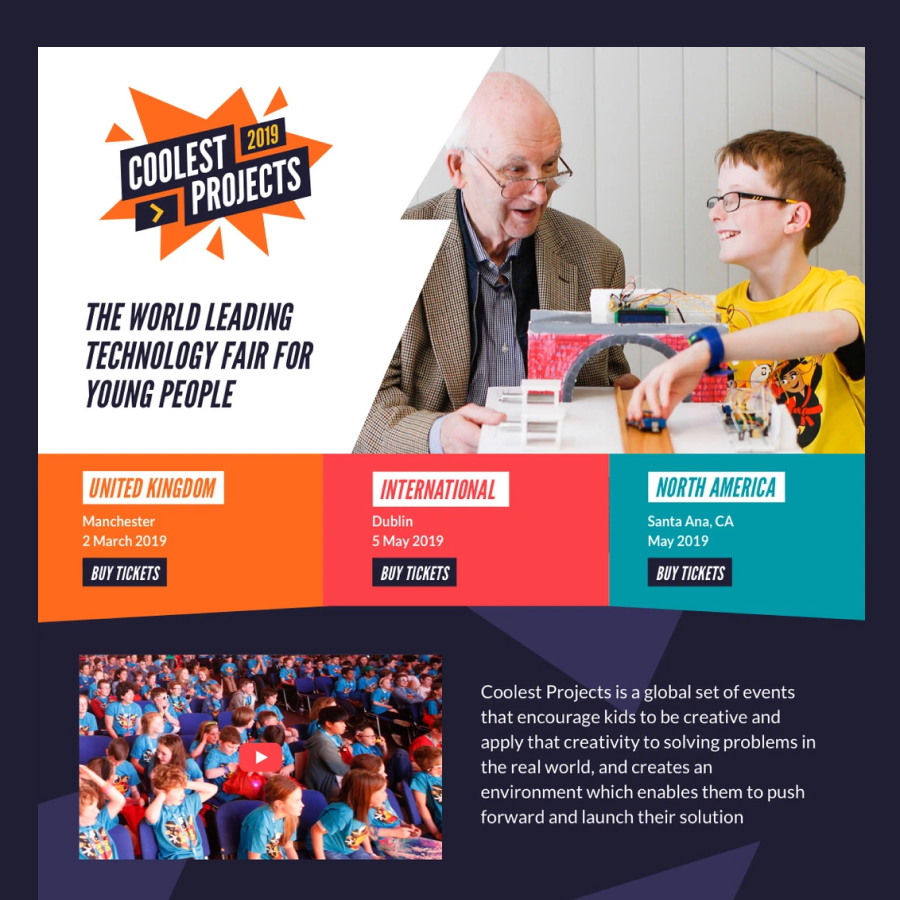 COOLEST 2019
> PROJECTS
THE WORLD LEADING
TECHNOLOGY FAIR FOR
YOUNG PEOPLE
UNITED KINGDOM
Manchester
2 March 2019
BUY TICKETS
INTERNATIONAL
Dublin
5 May 2019
BUY TICKETS
NORTH AMERICA
Santa Ana, CA
May 2019
BUY TICKETS
Coolest Projects is a global set of events
that encourage kids to be creative and
apply that creativity to solving problems in
the real world, and creates an
environment which enables them to push
forward and launch their solution